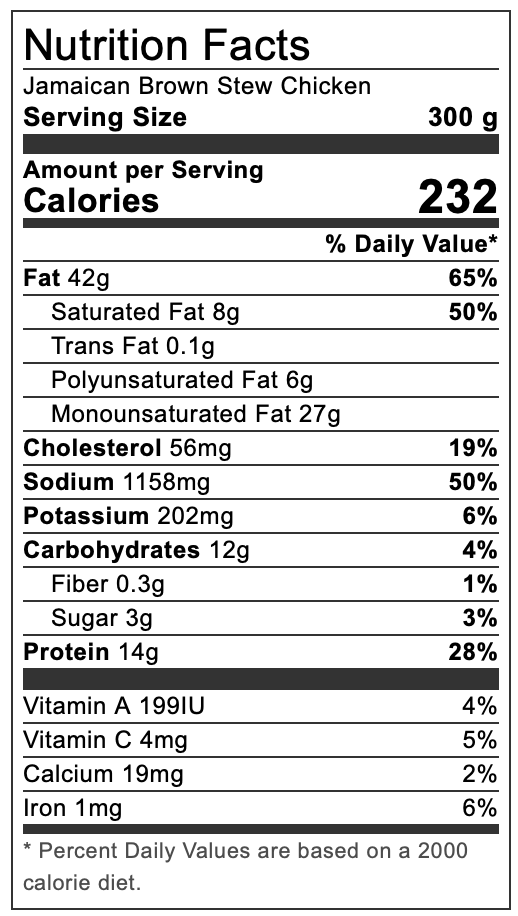 Nutrition Facts
Jamaican Brown Stew Chicken
Serving Size 300 g
Amount per Serving
Calories 232
% Daily Value*
Fat 42g 65%
Saturated Fat 8g 50%
Trans Fat 0.1g
Polyunsaturated Fat 6g
Monounsaturated Fat 27g
Cholesterol 56mg 19%
Sodium 1158mg 50%
Potassium 202mg 6%
Carbohydrates 12g 4%
Fiber 0.3g 1%
Sugar 3g 3%
Protein 14g 28%
Vitamin A 199IU 4%
Vitamin C 4mg 5%
Calcium 19mg 2%
Iron 1mg 6%
* Percent Daily Values are based on a 2000
calorie diet.